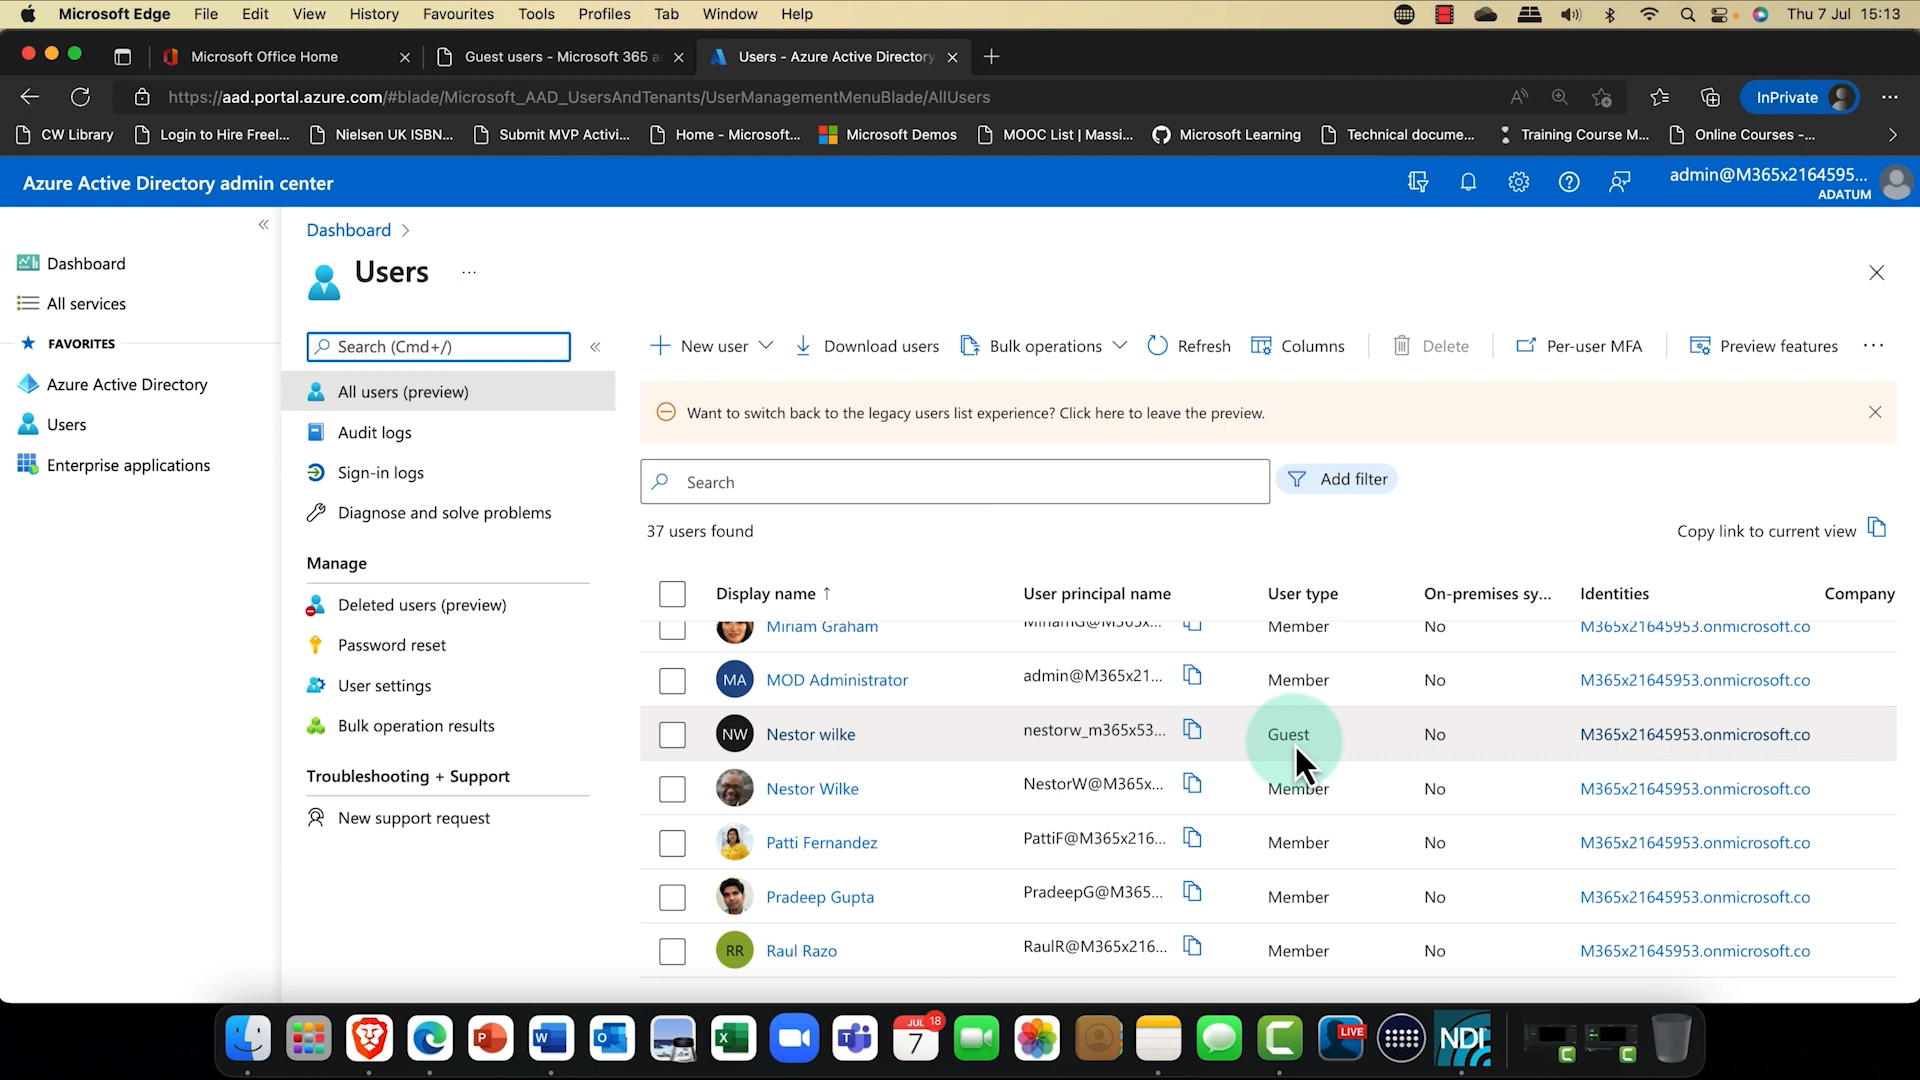 Microsoft Edge File Edit View History Favourites Tools Profiles Tab Window Help Thu 7 Jul 15:13
Microsoft Office Home Guest users - Microsoft 365 a Users - Azure Active Directory
https://aad.portal.azure.com/#blade/Microsoft_AAD_UsersAndTenants/UserManagementMenuBlade/AllUsers InPrivate
CW Library Login to Hire Freel... Nielsen UK ISBN... Submit MVP Activi... Home - Microsoft... Microsoft Demos MOOC List | Massi... Microsoft Learning Technical docume... Training Course M... Online Courses -...
Azure Active Directory admin center admin@M365x2164595...
ADATUM
Dashboard
All services
FAVORITES
Azure Active Directory
Users
Enterprise applications
Dashboard
Users ...
Search (Cmd+/)
All users (preview)
Audit logs
Sign-in logs
Diagnose and solve problems
Manage
Deleted users (preview)
Password reset
User settings
Bulk operation results
Troubleshooting + Support
New support request
New user Download users Bulk operations Refresh Columns Delete Per-user MFA Preview features ...
Want to switch back to the legacy users list experience? Click here to leave the preview.
Search Add filter
37 users found Copy link to current view
Display name ↑ User principal name User type On-premises sy... Identities Company
Miriam Graham MiriamG@M365x... Member No M365x21645953.onmicrosoft.co
MA MOD Administrator admin@M365x21... Member No M365x21645953.onmicrosoft.co
NW Nestor wilke nestorw_m365x53... Guest No M365x21645953.onmicrosoft.co
Nestor Wilke NestorW@M365x... Member No M365x21645953.onmicrosoft.co
Patti Fernandez PattiF@M365x216... Member No M365x21645953.onmicrosoft.co
Pradeep Gupta PradeepG@M365... Member No M365x21645953.onmicrosoft.co
RR Raul Razo RaulR@M365x216... Member No M365x21645953.onmicrosoft.co
JUL 18
7
LIVE
NDI